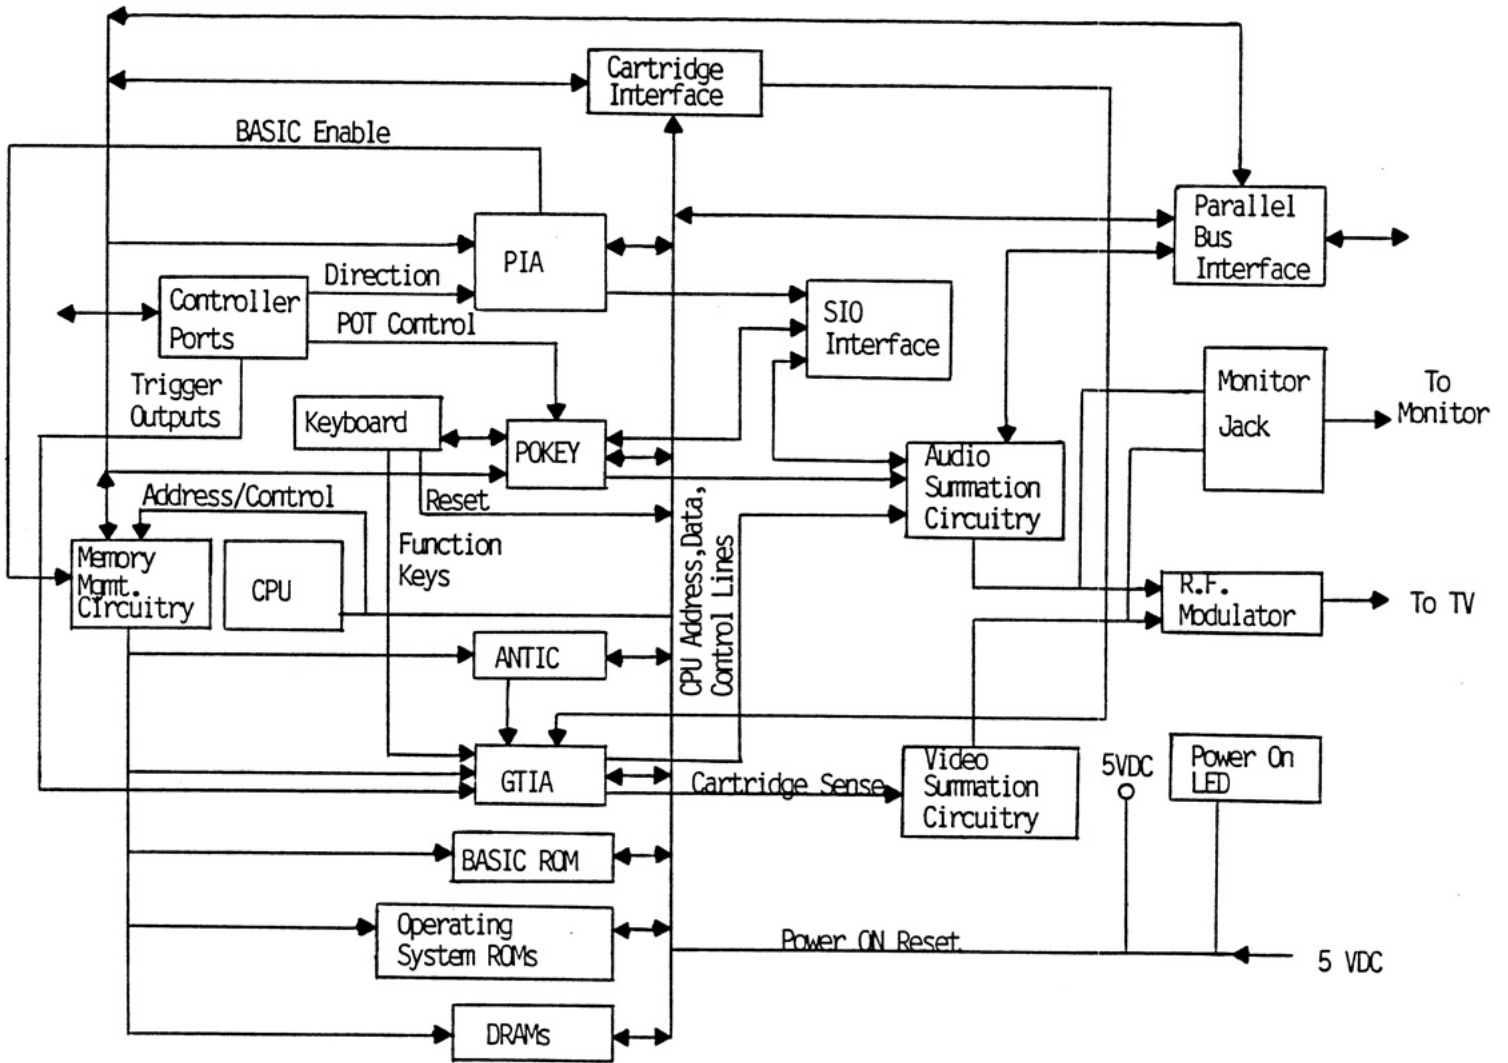 Cartridge
Interface
BASIC Enable
Parallel
Bus
Interface
PIA
Direction
Controller
Ports
POT Control
SIO
Interface
Trigger
Outputs
Monitor
Jack
To
Monitor
Keyboard
POKEY
Audio
Summation
Circuitry
Address/Control
Reset
Function
Keys
CPU Address,Data,
Control Lines
Memory
Mgmt.
Circuitry
CPU
R.F.
Modulator
To TV
ANTIC
GTIA
Cartridge Sense
Video
Summation
Circuitry
5VDC
Power On
LED
BASIC ROM
Operating
System ROMs
Power ON Reset
5 VDC
DRAMs